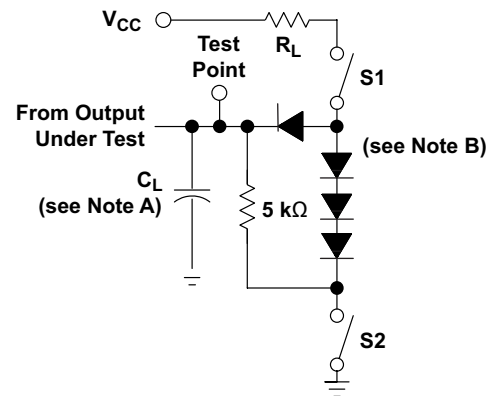 VCC
RL
Test
Point
S1
From Output
Under Test
(see Note B)
CL
(see Note A)
5 kΩ
S2